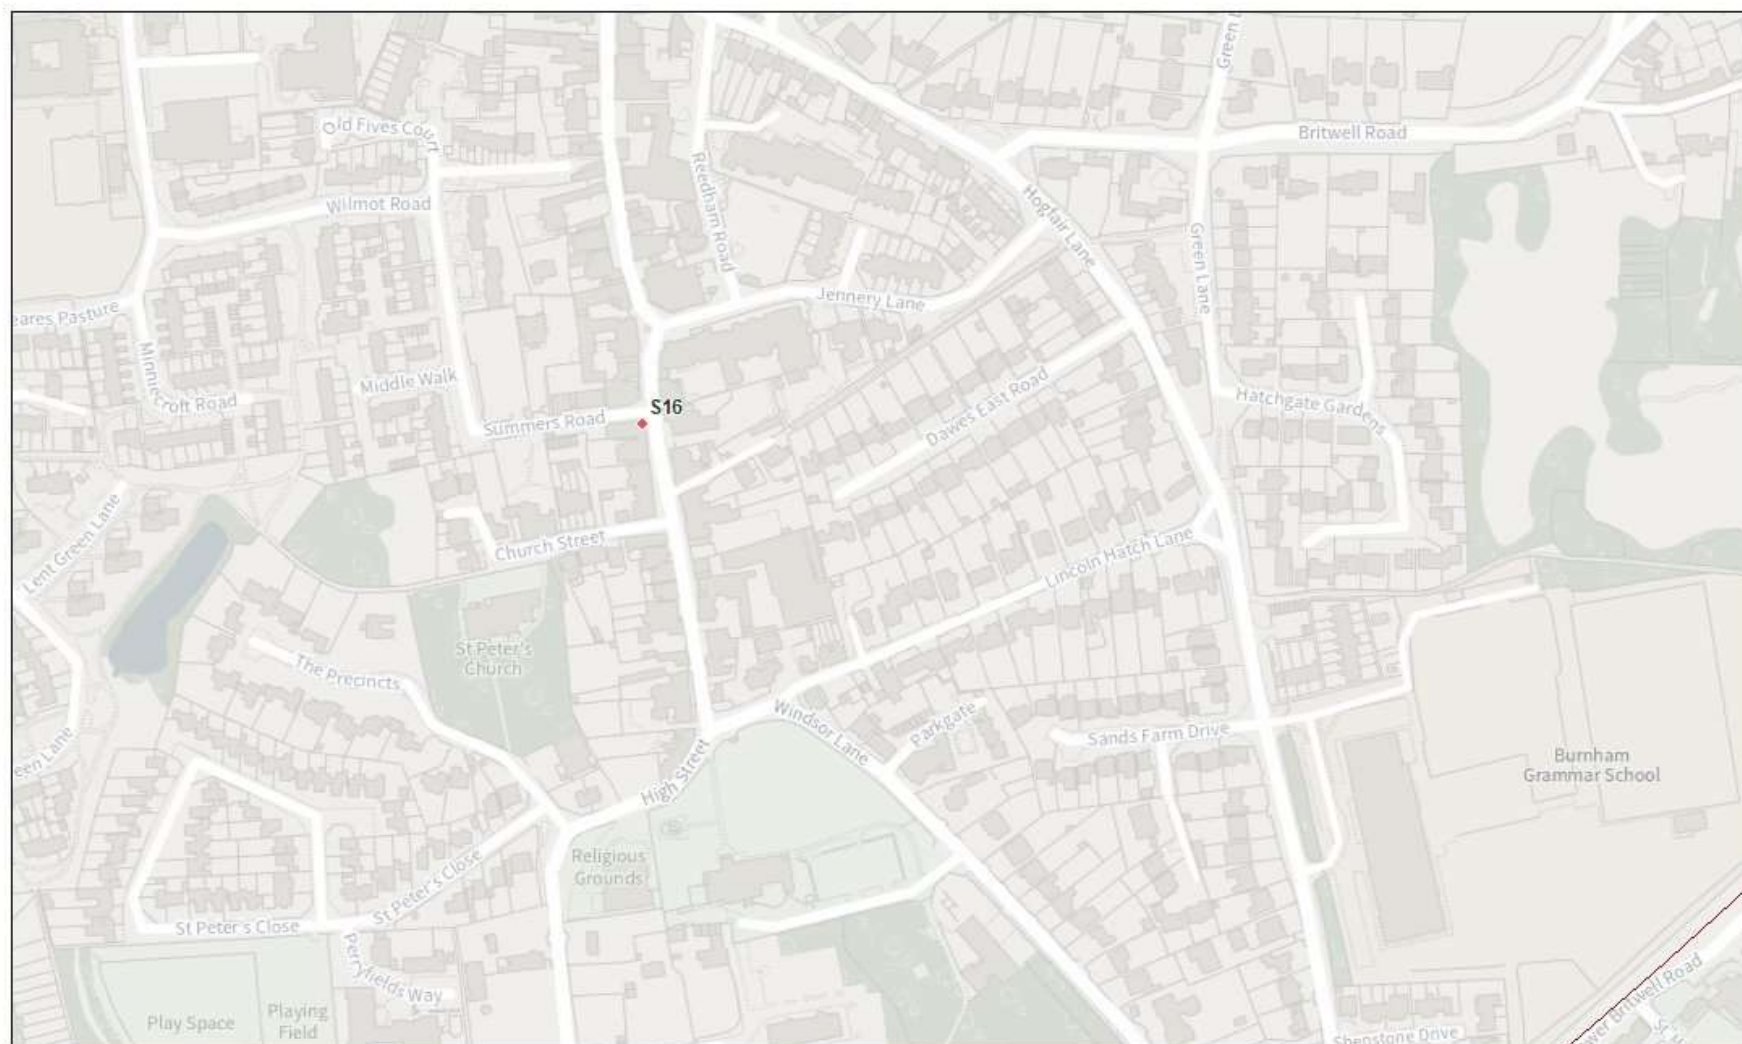 Green L
Britwell Road
Old Fives Court
Reedham Road
Hogfair Lane
Wilmot Road
Green Lane
eares Pasture
Jennery Lane
Minniecroft Road
Middle Walk
Dawes East Road
Hatchgate Gardens
S16
Summers Road
Lent Green Lane
Church Street
Lincoln Hatch Lane
St Peter's
Church
The Precincts
Windsor Lane
Parkgate
Sands Farm Drive
een Lane
High Street
Burnham
Grammar School
Religious
Grounds
St Peter's Close
St Peter's Close
Perryfields Way
Play Space
Playing
Field
wer Britwell Road
Shenstone Drive